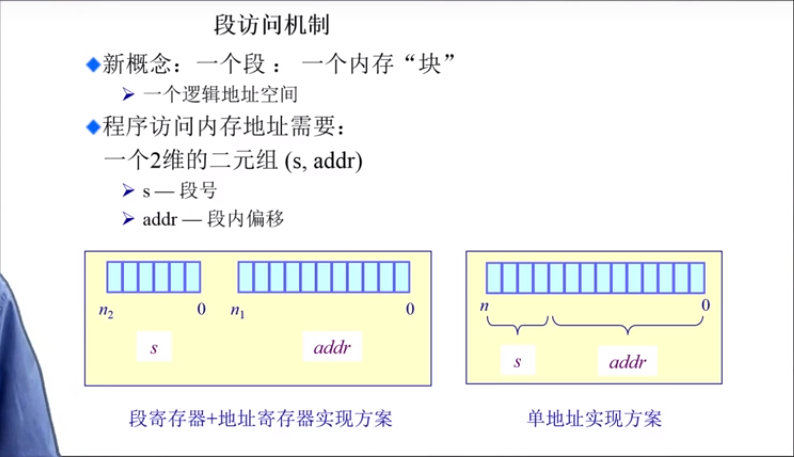 段访问机制
新概念：一个段 ： 一个内存“块”
一个逻辑地址空间
程序访问内存地址需要：
一个2维的二元组 (s, addr)
s — 段号
addr — 段内偏移
n2 0 n1 0
s addr
n 0
s addr
段寄存器+地址寄存器实现方案
单地址实现方案